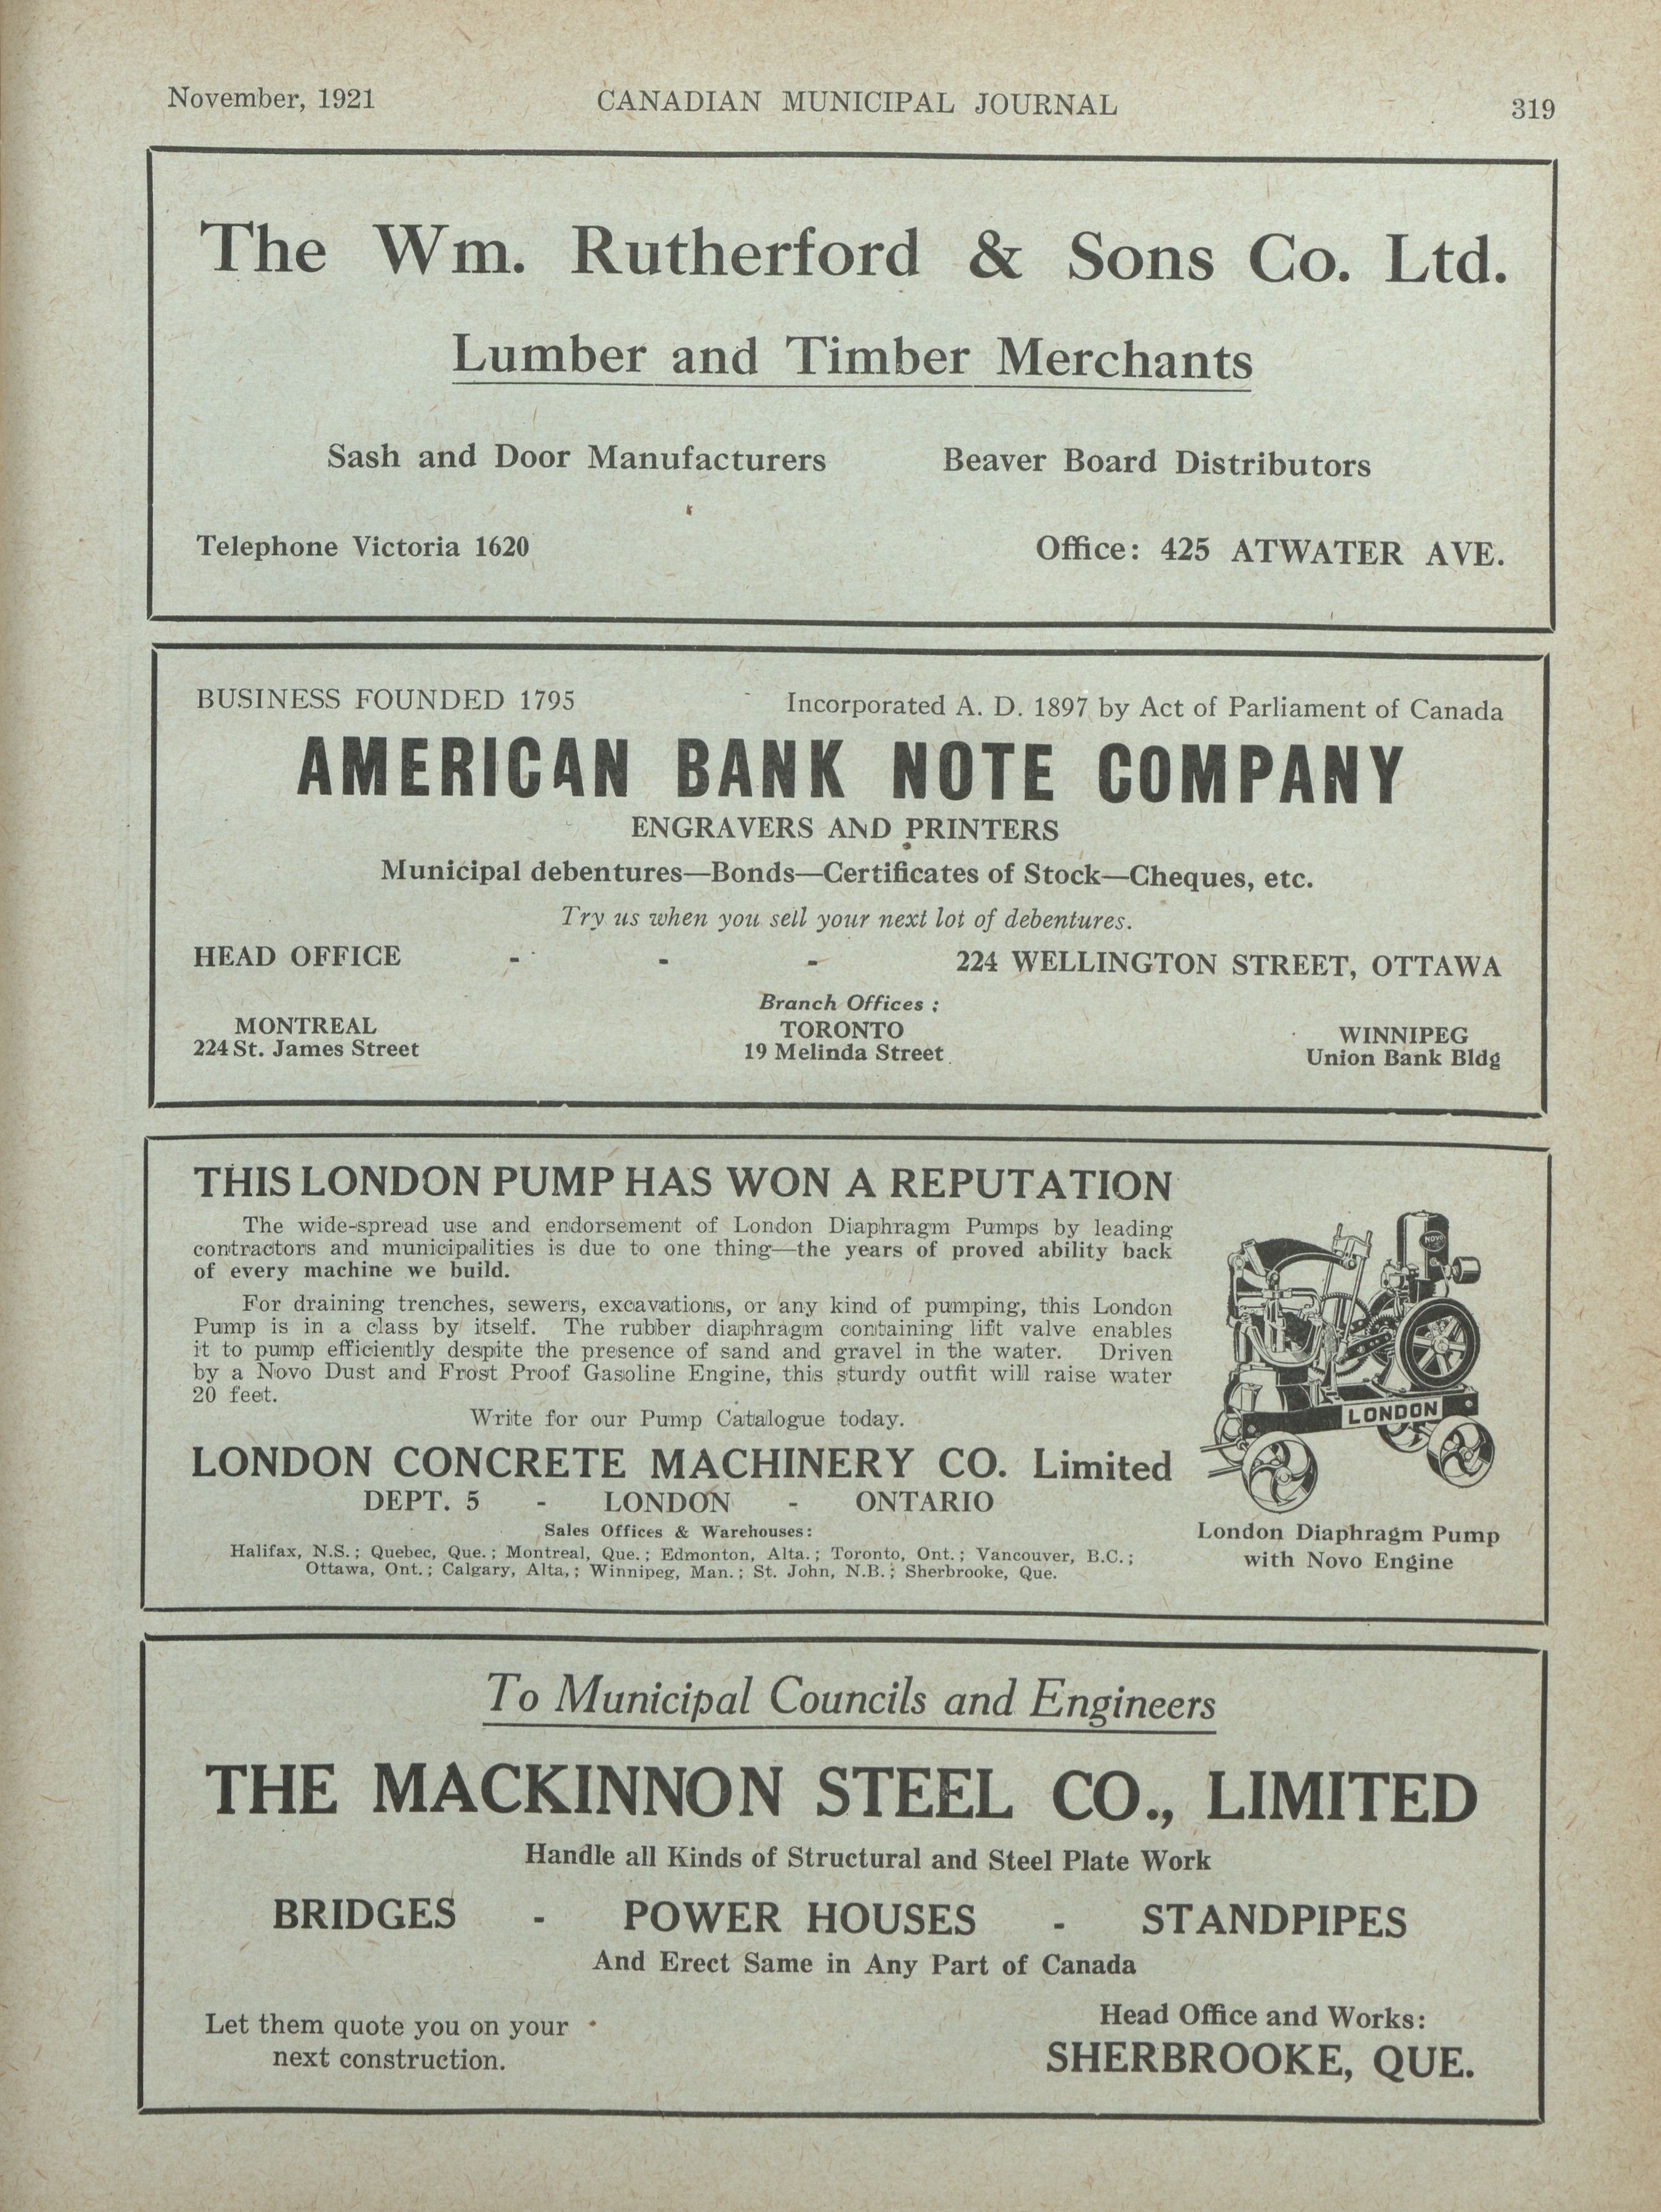 November, 1921 CANADIAN MUNICIPAL JOURNAL 319
The Wm. Rutherford & Sons Co. Ltd.
Lumber and Timber Merchants
Sash and Door Manufacturers Beaver Board Distributors
Telephone Victoria 1620 Office: 425 ATWATER AVE.
BUSINESS FOUNDED 1795 Incorporated A. D. 1897 by Act of Parliament of Canada
AMERICAN BANK NOTE COMPANY
ENGRAVERS AND PRINTERS
Municipal debentures—Bonds—Certificates of Stock—Cheques, etc.
Try us when you sell your next lot of debentures.
HEAD OFFICE - - - 224 WELLINGTON STREET, OTTAWA
Branch Offices :
MONTREAL TORONTO WINNIPEG
224 St. James Street 19 Melinda Street Union Bank Bldg
THIS LONDON PUMP HAS WON A REPUTATION
The wide-spread use and endorsement of London Diaphragm Pumps by leading
contractors and municipalities is due to one thing—the years of proved ability back
of every machine we build.
For draining trenches, sewers, excavations, or any kind of pumping, this London
Pump is in a class by itself. The rubber diaphragm containing lift valve enables
it to pump efficiently despite the presence of sand and gravel in the water. Driven
by a Novo Dust and Frost Proof Gasoline Engine, this sturdy outfit will raise water
20 feet.
Write for our Pump Catalogue today.
LONDON CONCRETE MACHINERY CO. Limited
DEPT. 5 - LONDON - ONTARIO
Sales Offices & Warehouses:
Halifax, N.S.; Quebec, Que.; Montreal, Que.; Edmonton, Alta.; Toronto, Ont.; Vancouver, B.C.;
Ottawa, Ont.; Calgary, Alta,; Winnipeg, Man.; St. John, N.B.; Sherbrooke, Que.
NOVO
LONDON
London Diaphragm Pump
with Novo Engine
To Municipal Councils and Engineers
THE MACKINNON STEEL CO., LIMITED
Handle all Kinds of Structural and Steel Plate Work
BRIDGES - POWER HOUSES - STANDPIPES
And Erect Same in Any Part of Canada
Let them quote you on your
next construction.
Head Office and Works:
SHERBROOKE, QUE.